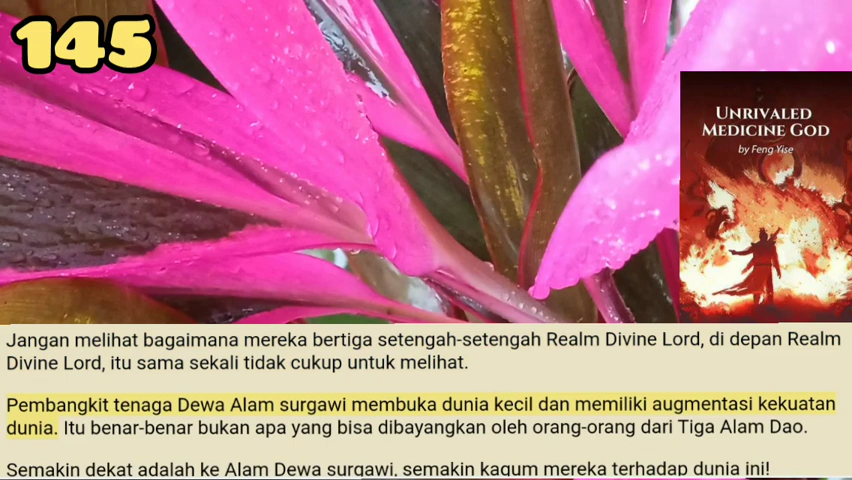 145
UNRIVALED
MEDICINE GOD
by Feng Yise
Jangan melihat bagaimana mereka bertiga setengah-setengah Realm Divine Lord, di depan Realm
Divine Lord, itu sama sekali tidak cukup untuk melihat.
Pembangkit tenaga Dewa Alam surgawi membuka dunia kecil dan memiliki augmentasi kekuatan
dunia. Itu benar-benar bukan apa yang bisa dibayangkan oleh orang-orang dari Tiga Alam Dao.
Semakin dekat adalah ke Alam Dewa surgawi, semakin kagum mereka terhadap dunia ini!